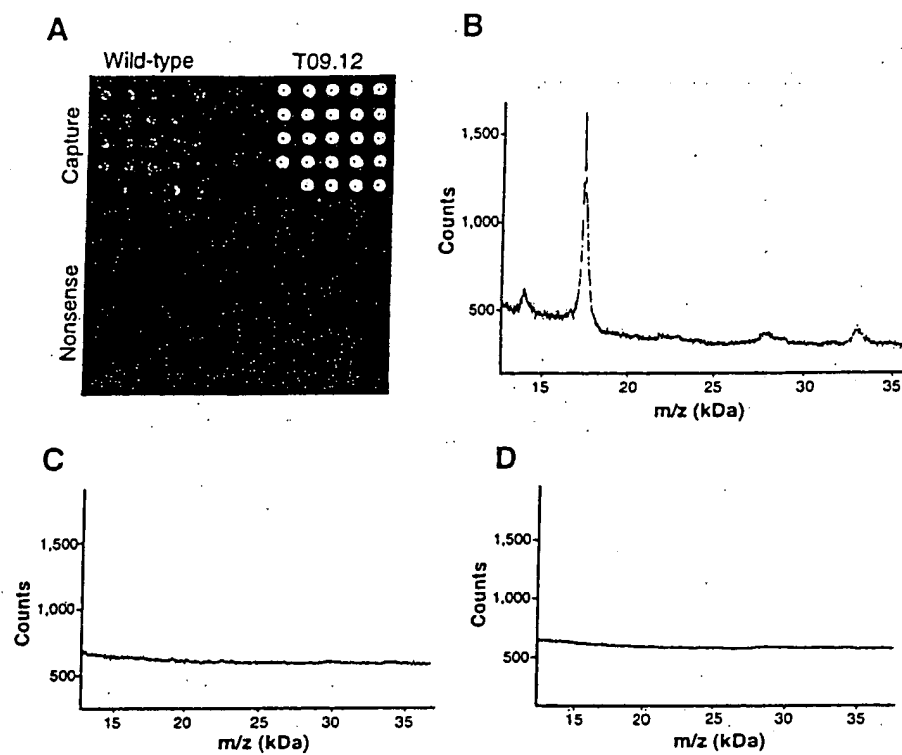 A
Wild-type T09.12
Capture
Nonsense
B
1,500
1,000
500
Counts
15 20 25 30 35
m/z (kDa)
C
1,500
1,000
500
Counts
15 20 25 30 35
m/z (kDa)
D
1,500
1,000
500
Counts
15 20 25 30 35
m/z (kDa)